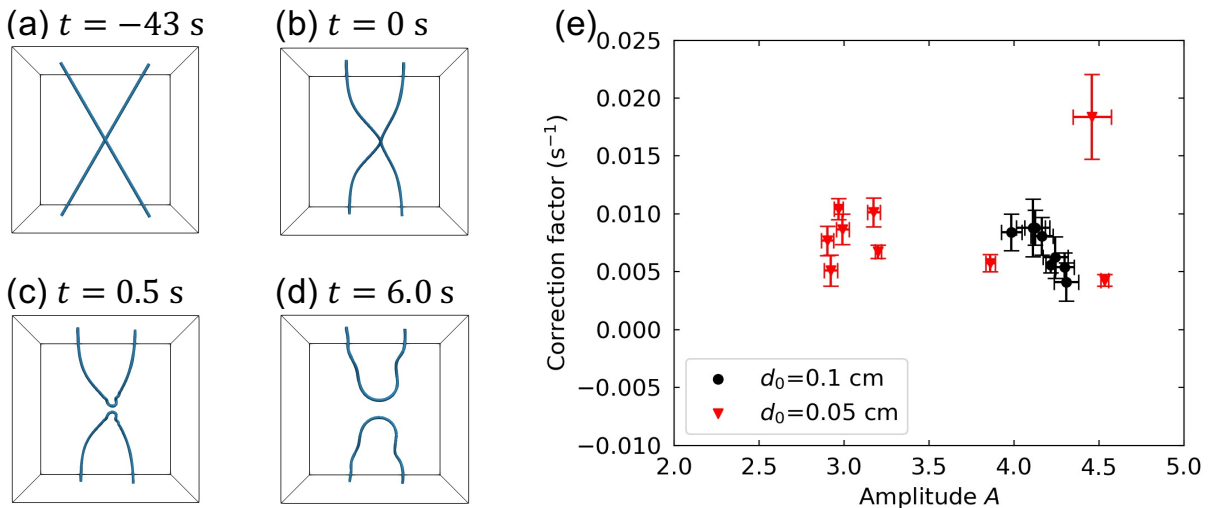 (a) t = −43 s
(b) t = 0 s
(c) t = 0.5 s
(d) t = 6.0 s
(e)
Correction factor (s⁻¹)
0.025
0.020
0.015
0.010
0.005
0.000
−0.005
−0.010
d₀=0.1 cm
d₀=0.05 cm
2.0 2.5 3.0 3.5 4.0 4.5 5.0
Amplitude A